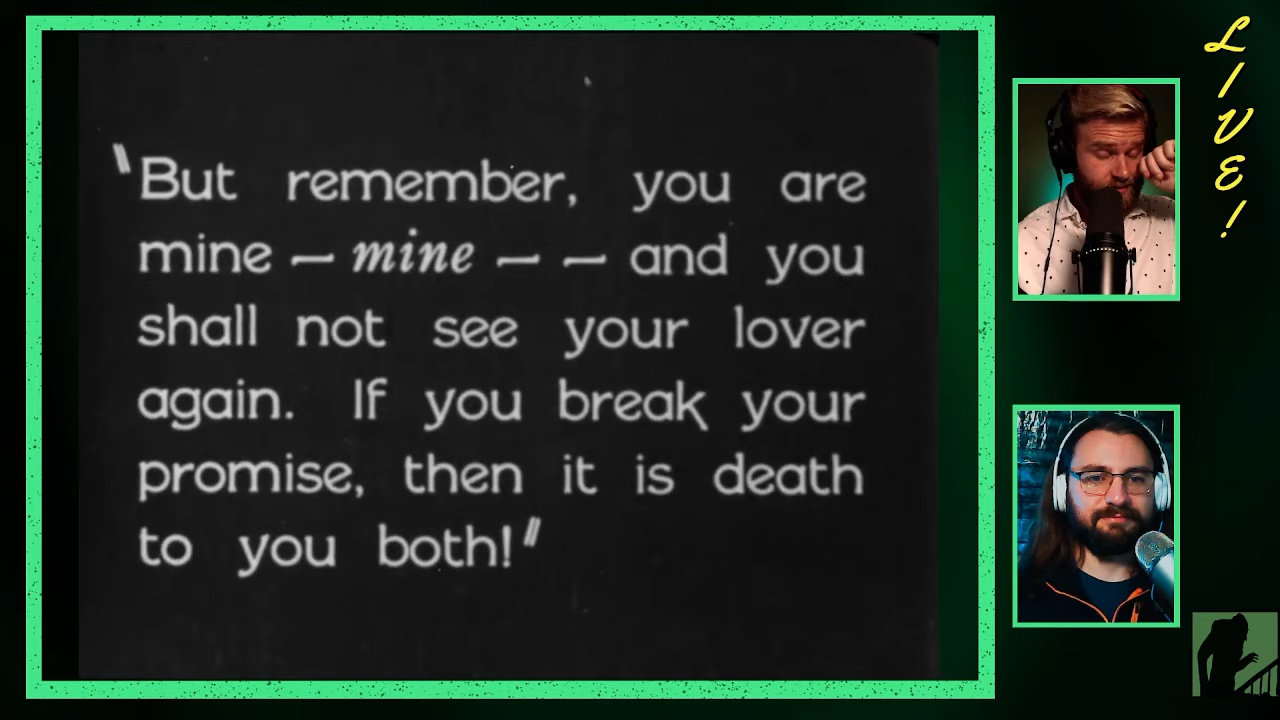 "But remember, you are
mine — mine — — and you
shall not see your lover
again. If you break your
promise, then it is death
to you both!"
LIVE!